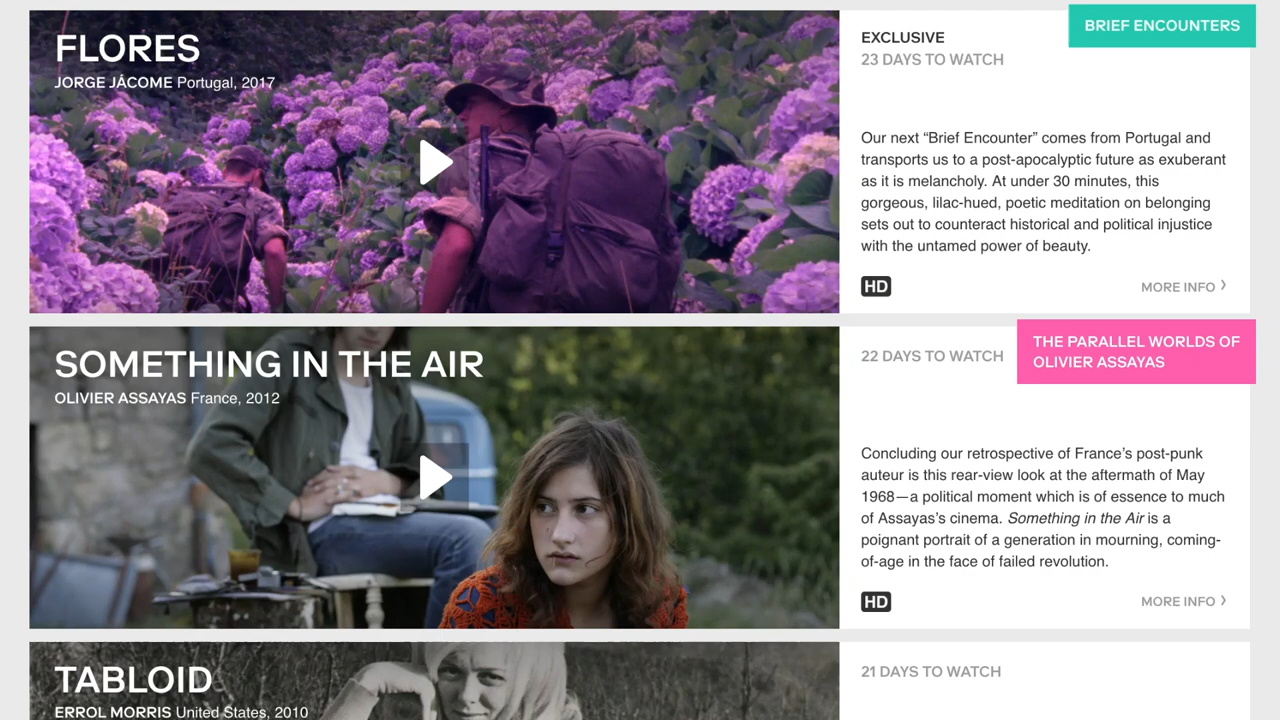 FLORES
JORGE JÁCOME Portugal, 2017
EXCLUSIVE
23 DAYS TO WATCH
BRIEF ENCOUNTERS
Our next “Brief Encounter” comes from Portugal and
transports us to a post-apocalyptic future as exuberant
as it is melancholy. At under 30 minutes, this
gorgeous, lilac-hued, poetic meditation on belonging
sets out to counteract historical and political injustice
with the untamed power of beauty.
HD
MORE INFO
SOMETHING IN THE AIR
OLIVIER ASSAYAS France, 2012
22 DAYS TO WATCH
THE PARALLEL WORLDS OF
OLIVIER ASSAYAS
Concluding our retrospective of France’s post-punk
auteur is this rear-view look at the aftermath of May
1968—a political moment which is of essence to much
of Assayas’s cinema. Something in the Air is a
poignant portrait of a generation in mourning, coming-
of-age in the face of failed revolution.
HD
MORE INFO
TABLOID
ERROL MORRIS United States, 2010
21 DAYS TO WATCH